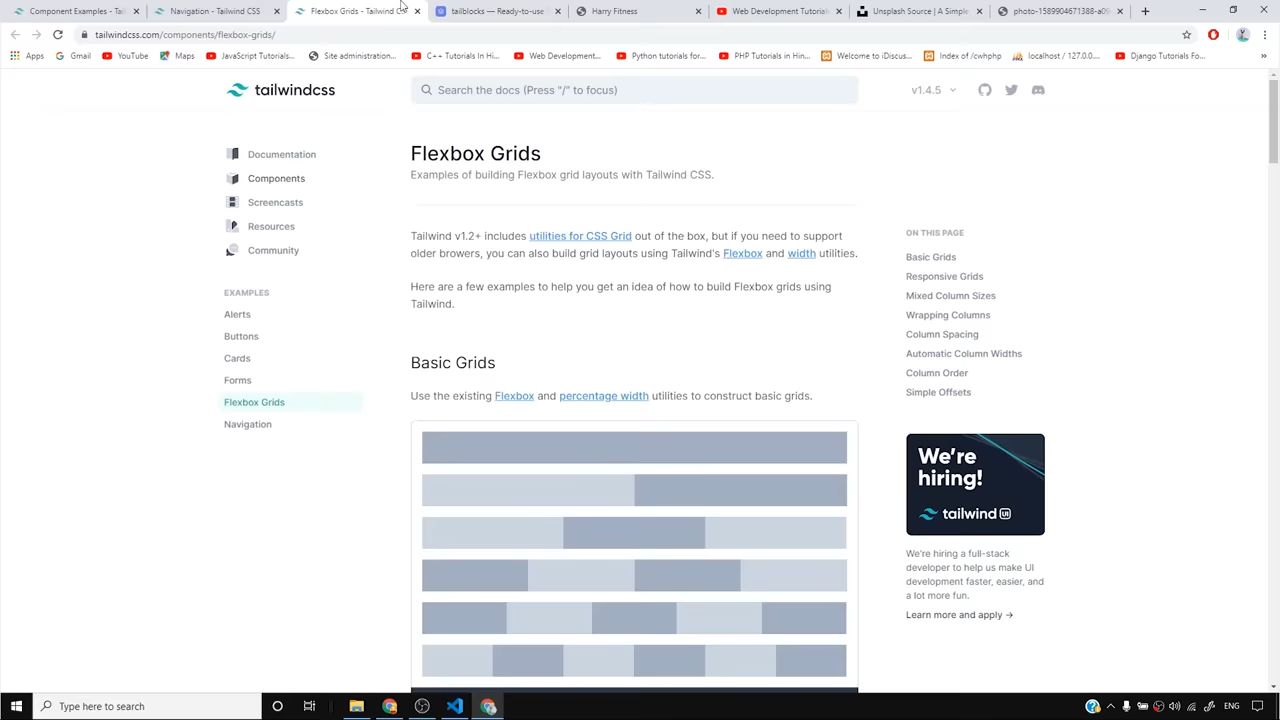 Component Examples - Tai
Navigation - Tailwind CSS
Flexbox Grids - Tailwind CS
tailblocks — Ready-to-use
Harry Fitness
Web Development Tutorial
Unsplash Source | A Simple
photo-1589904671388-a09
tailwindcss.com/components/flexbox-grids/
Apps
Gmail
YouTube
Maps
JavaScript Tutorials...
Site administration...
C++ Tutorials In Hi...
Web Development...
Python tutorials for...
PHP Tutorials in Hin...
Welcome to iDiscus...
Index of /cwhphp
localhost / 127.0.0....
Django Tutorials Fo...
»
tailwindcss
Search the docs (Press "/" to focus)
v1.4.5
Documentation
Components
Screencasts
Resources
Community
EXAMPLES
Alerts
Buttons
Cards
Forms
Flexbox Grids
Navigation
Flexbox Grids
Examples of building Flexbox grid layouts with Tailwind CSS.
Tailwind v1.2+ includes utilities for CSS Grid out of the box, but if you need to support
older browers, you can also build grid layouts using Tailwind's Flexbox and width utilities.
Here are a few examples to help you get an idea of how to build Flexbox grids using
Tailwind.
Basic Grids
Use the existing Flexbox and percentage width utilities to construct basic grids.
ON THIS PAGE
Basic Grids
Responsive Grids
Mixed Column Sizes
Wrapping Columns
Column Spacing
Automatic Column Widths
Column Order
Simple Offsets
We're
hiring!
tailwind UI
We're hiring a full-stack
developer to help us make UI
development faster, easier, and
a lot more fun.
Learn more and apply →
Type here to search
ENG